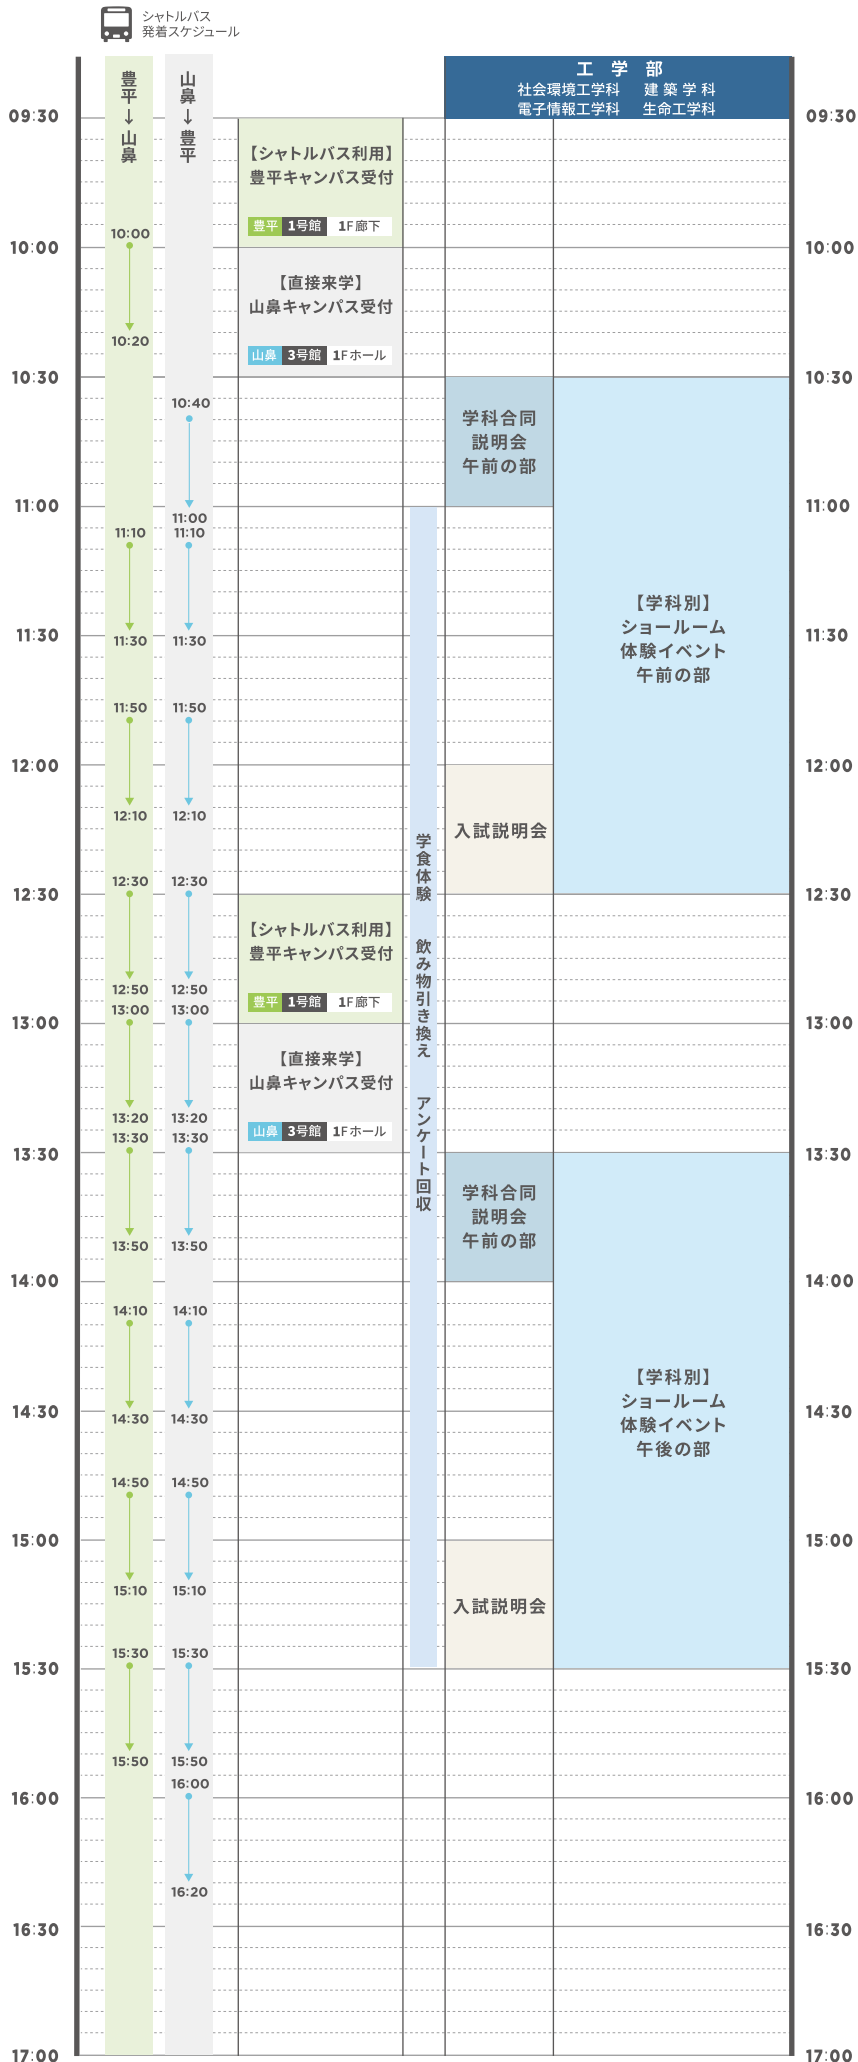 シャトルバス
発着スケジュール
豊平→山鼻
山鼻→豊平
工 学 部
社会環境工学科 建 築 学 科
電子情報工学科 生命工学科
09:30
09:30
【シャトルバス利用】
豊平キャンパス受付
豊平 1号館 1F廊下
10:00
10:00
10:00
【直接来学】
山鼻キャンパス受付
10:20
山鼻 3号館 1Fホール
10:30
10:30
10:40
学科合同
説明会
午前の部
11:00
11:00
11:00
11:10
11:10
【学科別】
ショールーム
体験イベント
午前の部
11:30
11:30
11:30
11:30
11:50
11:50
12:00
12:00
12:10
12:10
入試説明会
学食体験 飲み物引き換え アンケート回収
12:30
12:30
12:30
12:30
【シャトルバス利用】
豊平キャンパス受付
12:50
12:50
豊平 1号館 1F廊下
13:00
13:00
13:00
13:00
【直接来学】
山鼻キャンパス受付
13:20
13:20
山鼻 3号館 1Fホール
13:30
13:30
13:30
13:30
学科合同
説明会
午前の部
13:50
13:50
14:00
14:00
14:10
14:10
【学科別】
ショールーム
体験イベント
午後の部
14:30
14:30
14:30
14:30
14:50
14:50
15:00
15:00
15:10
15:10
入試説明会
15:30
15:30
15:30
15:30
15:50
15:50
16:00
16:00
16:00
16:20
16:30
16:30
17:00
17:00